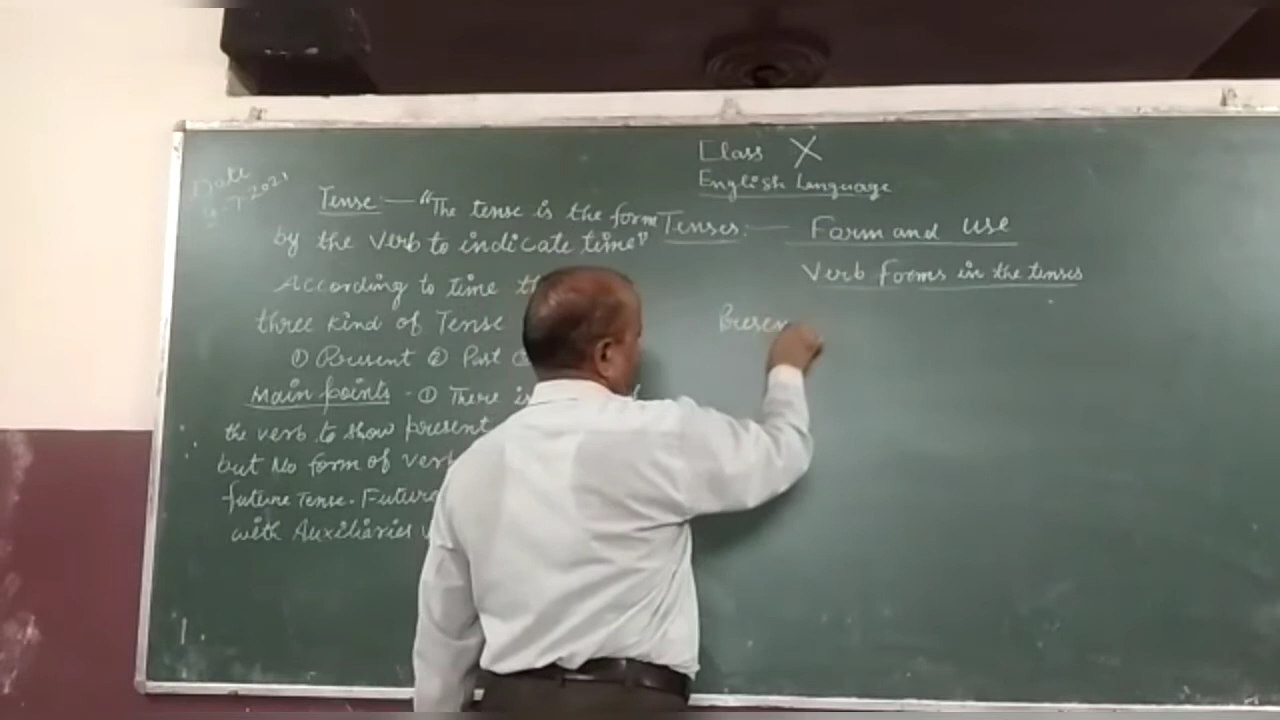 Class X
English Language
Date
7-2021
Tense:— "The tense is the form
by the verb to indicate time"
According to time
three kind of Tense
① Present ② Past
Main points - ① There is
the verb to show present
but No form of verb
future Tense. Future
with Auxiliaries
Tenses:— Form and use
Verb forms in the tenses
Presen